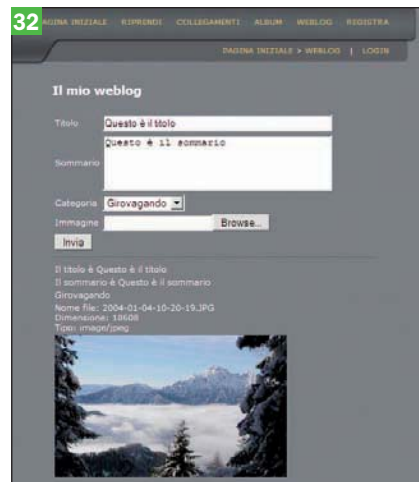 32
PAGINA INIZIALE RIPRENDI COLLEGAMENTI ALBUM WEBLOG REGISTRA
PAGINA INIZIALE > WEBLOG | LOGIN
Il mio weblog
Titolo Questo è il titolo
Sommario Questo è il sommario
Categoria Girovagando
Immagine Browse...
Invia
Il titolo è Questo è il titolo
Il sommario è Questo è il sommario
Girovagando
Nome file: 2004-01-04-10-20-19.JPG
Dimensione: 18608
Tipo: image/jpeg